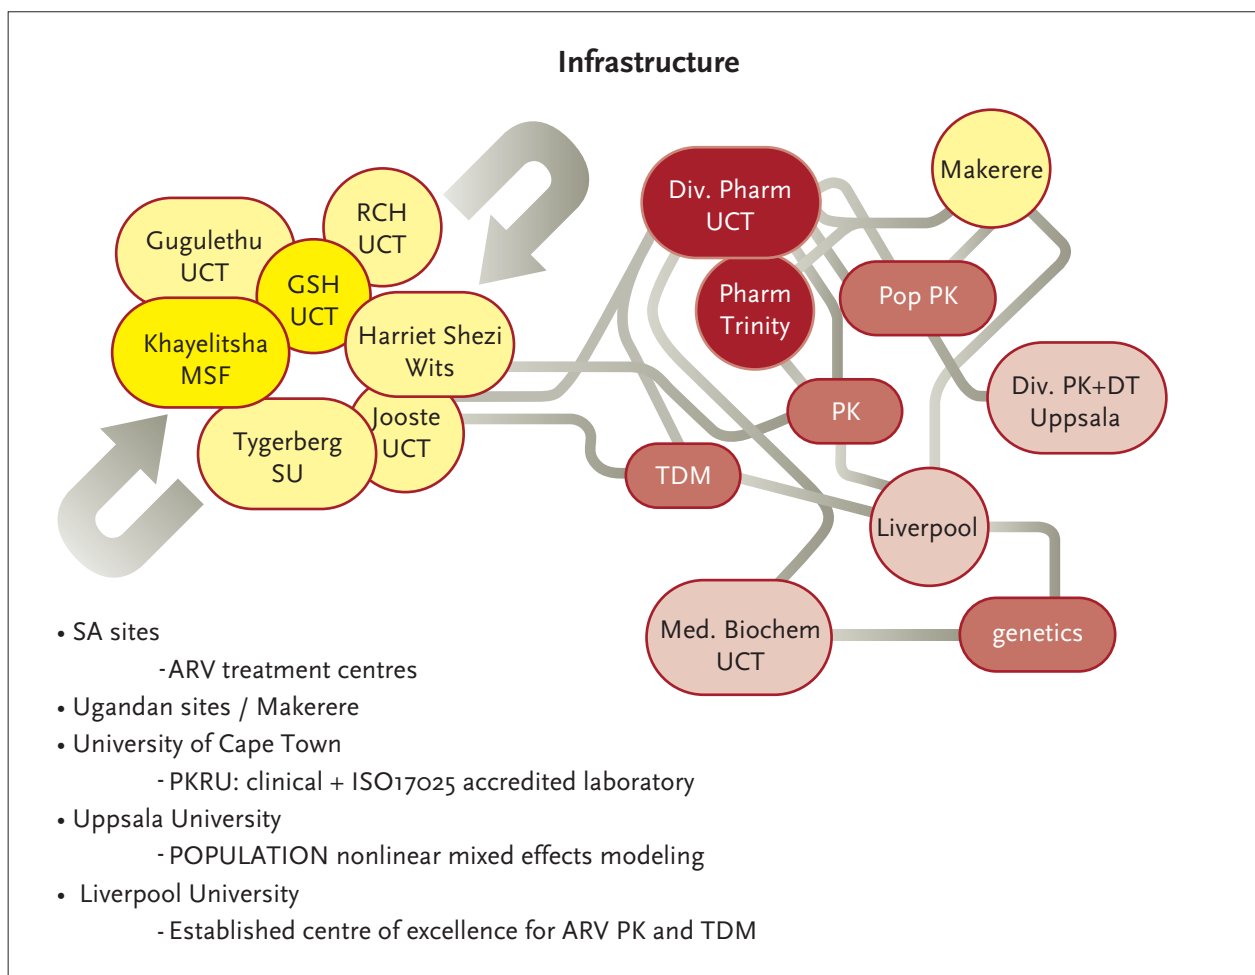 Infrastructure
Gugulethu
UCT
RCH
UCT
GSH
UCT
Khayelitsha
MSF
Harriet Shezi
Wits
Tygerberg
SU
Jooste
UCT
Div. Pharm
UCT
Pharm
Trinity
Makerere
Pop PK
PK
Div. PK+DT
Uppsala
TDM
Liverpool
Med. Biochem
UCT
genetics
• SA sites
-ARV treatment centres
• Ugandan sites / Makerere
• University of Cape Town
- PKRU: clinical + ISO17025 accredited laboratory
• Uppsala University
- POPULATION nonlinear mixed effects modeling
• Liverpool University
- Established centre of excellence for ARV PK and TDM